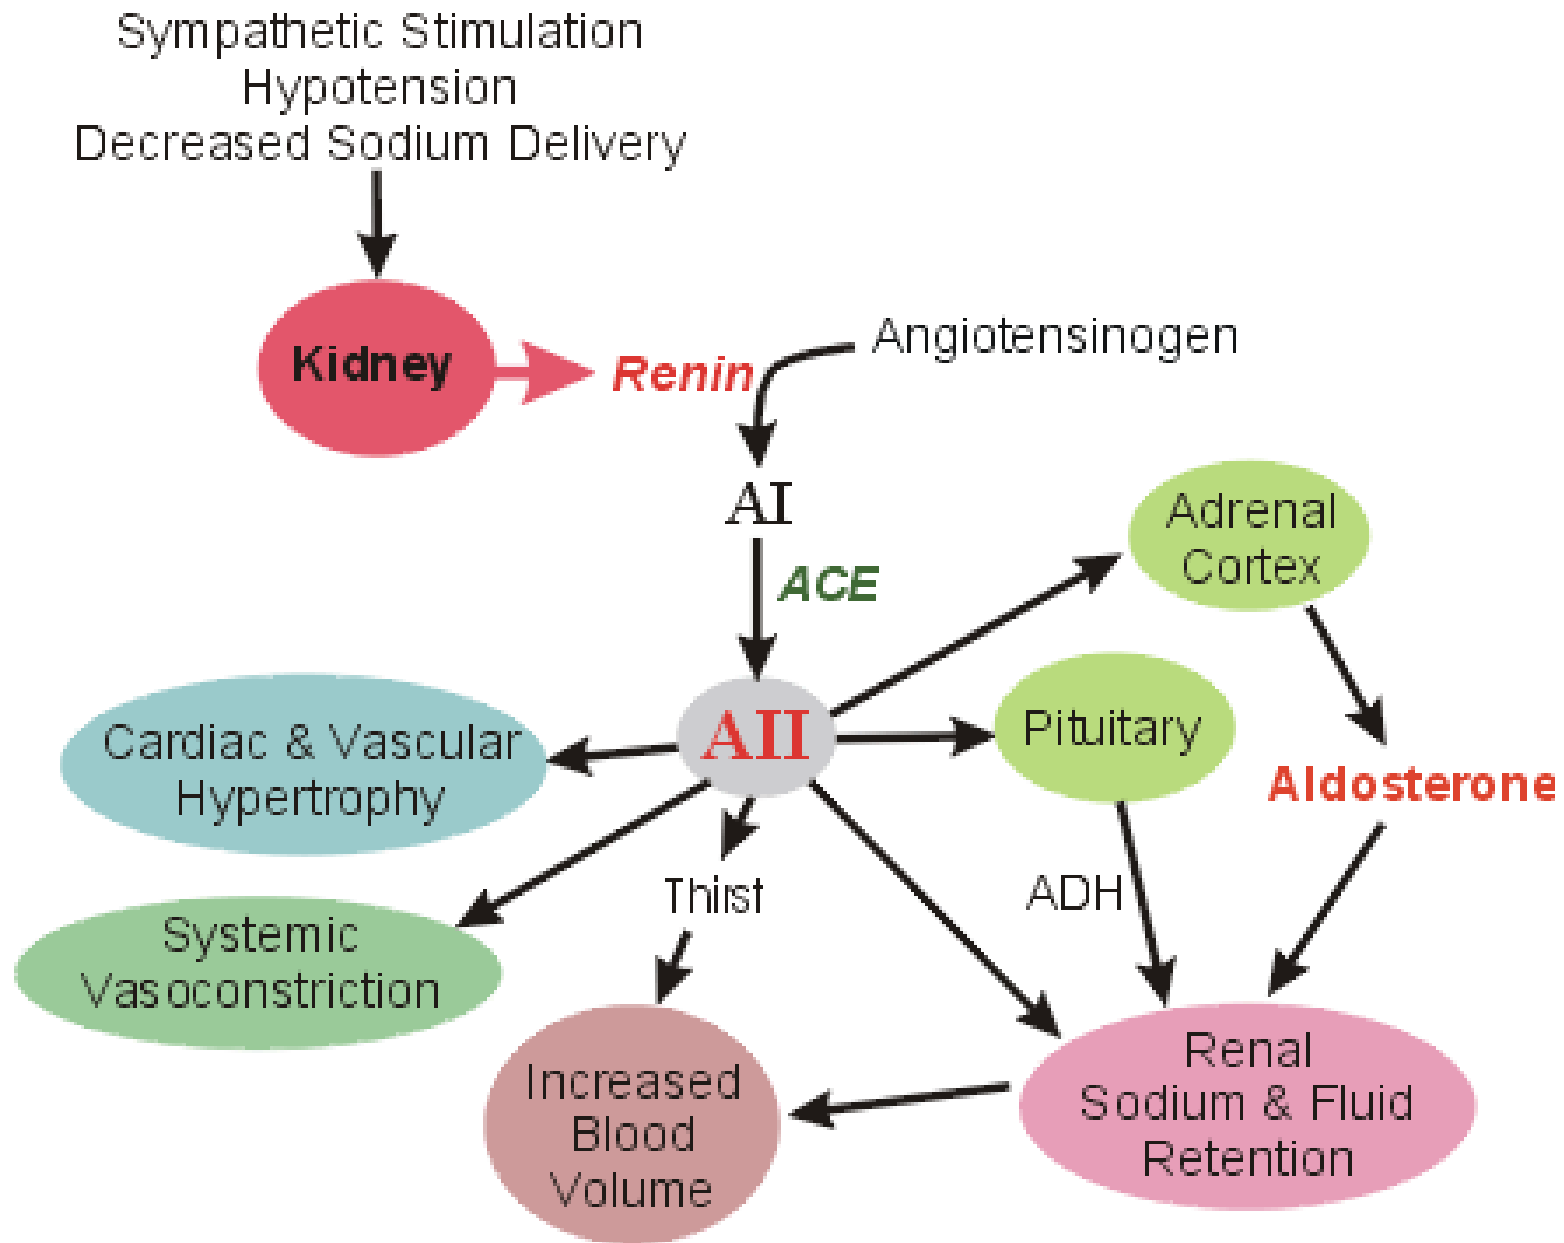 Sympathetic Stimulation
Hypotension
Decreased Sodium Delivery
Kidney
Renin
Angiotensinogen
AI
ACE
Adrenal
Cortex
AII
Pituitary
Cardiac & Vascular
Hypertrophy
Aldosterone
Thirst
ADH
Systemic
Vasoconstriction
Increased
Blood
Volume
Renal
Sodium & Fluid
Retention